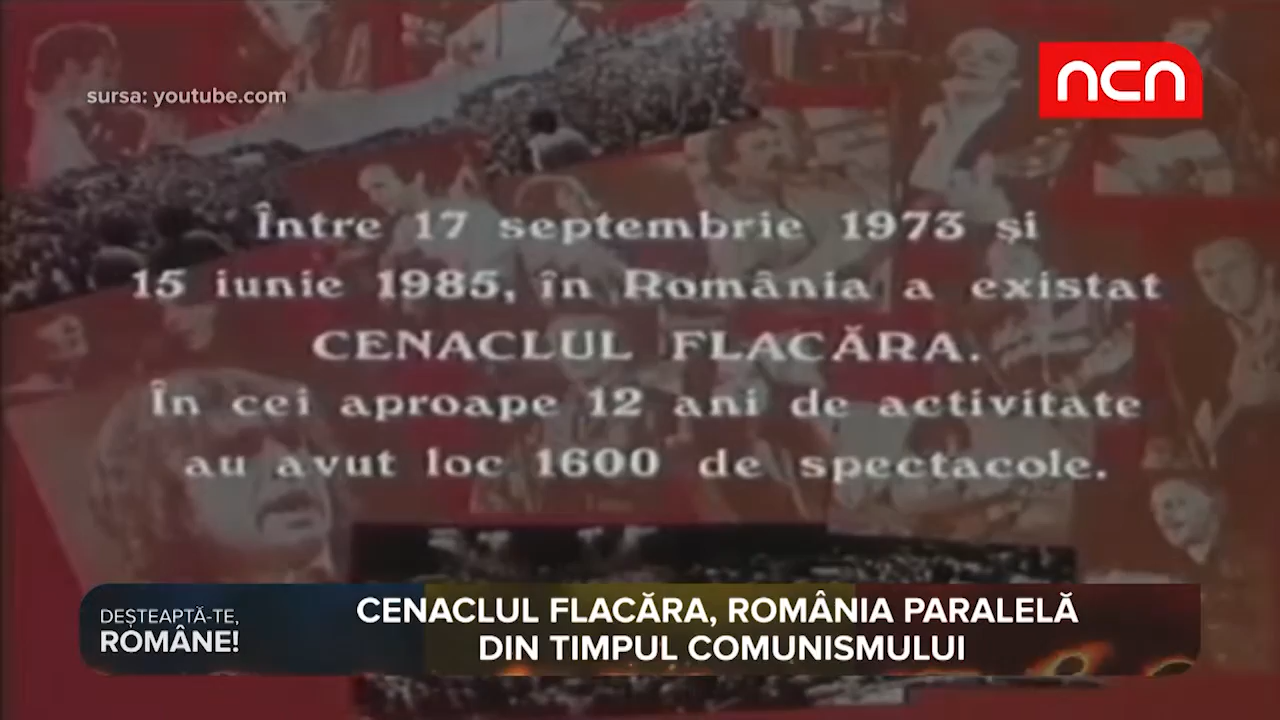 sursa: youtube.com
ncn
Între 17 septembrie 1973 și
15 iunie 1985, în România a existat
CENACLUL FLACĂRA.
În cei aproape 12 ani de activitate
au avut loc 1600 de spectacole.
DEȘTEAPTĂ-TE,
ROMÂNE!
CENACLUL FLACĂRA, ROMÂNIA PARALELĂ
DIN TIMPUL COMUNISMULUI